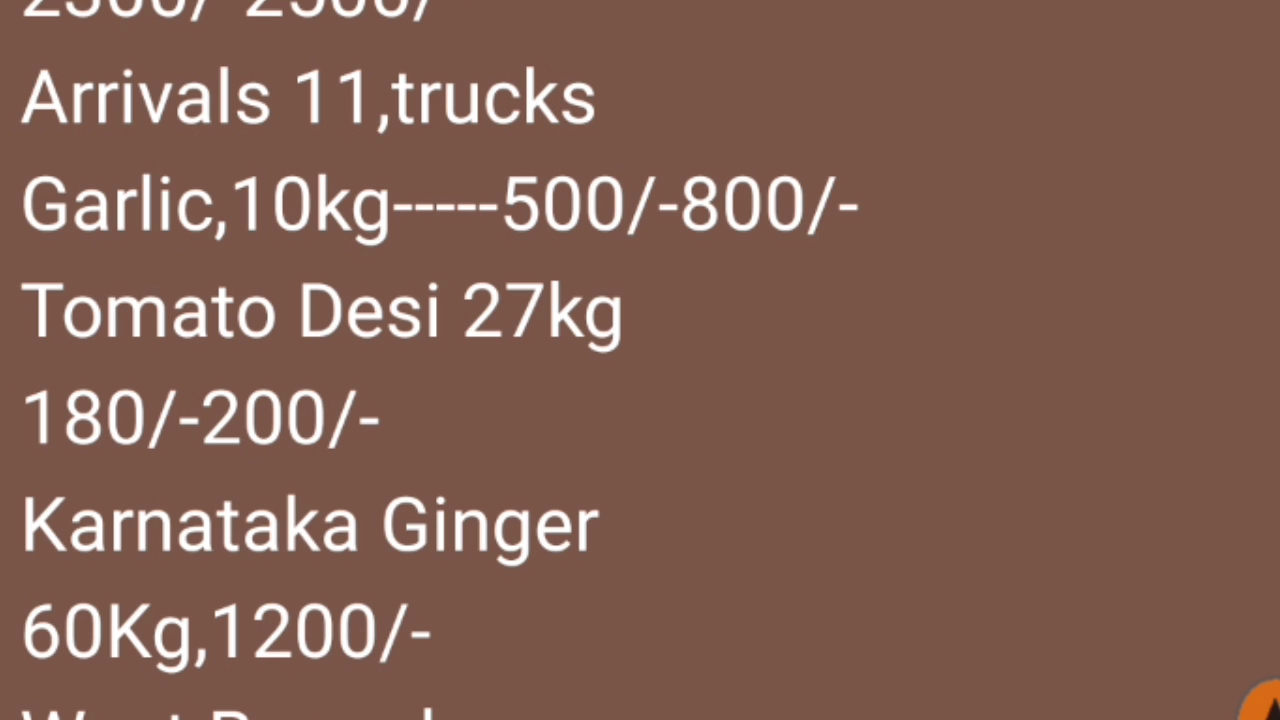 Arrivals 11,trucks
Garlic,10kg-----500/-800/-
Tomato Desi 27kg
180/-200/-
Karnataka Ginger
60Kg,1200/-